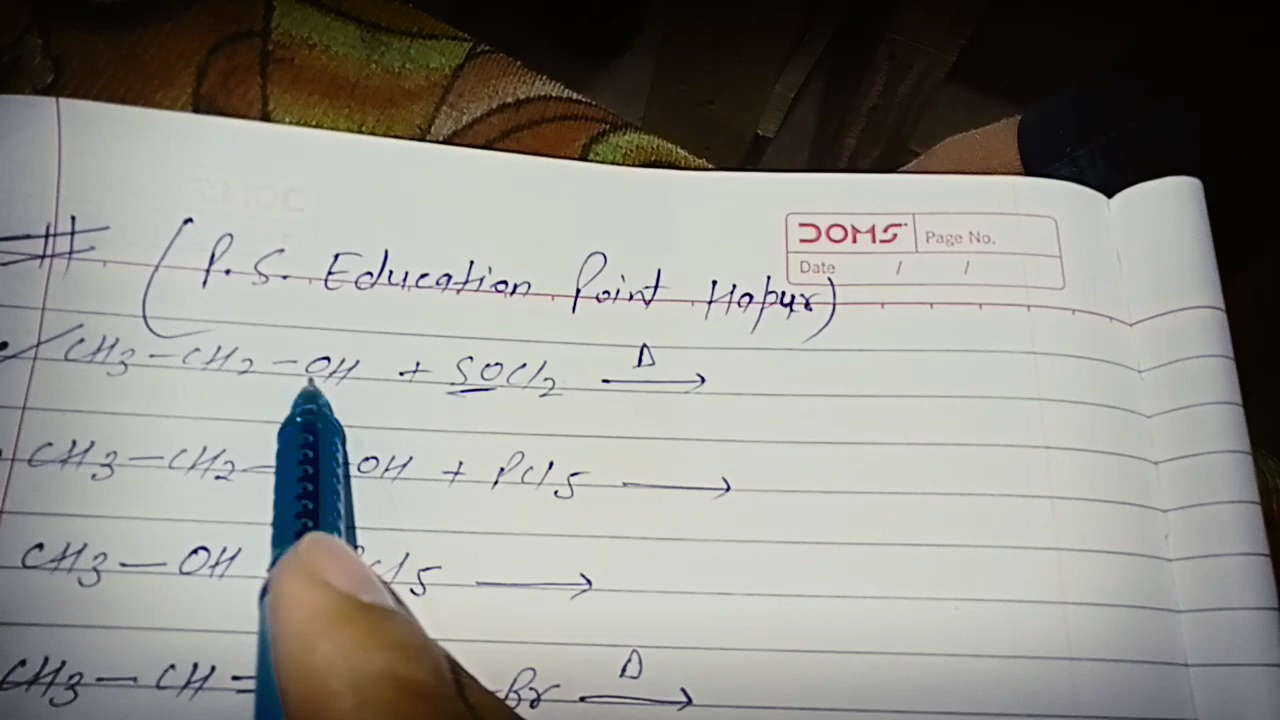 DOMS Page No.
Date / /
# (P.S. Education Point Hapur)
CH3-CH2-OH + SOCl2 Δ→
CH3-CH2- OH + PCl5 →
CH3-OH Cl5 →
CH3-CH= Br Δ→